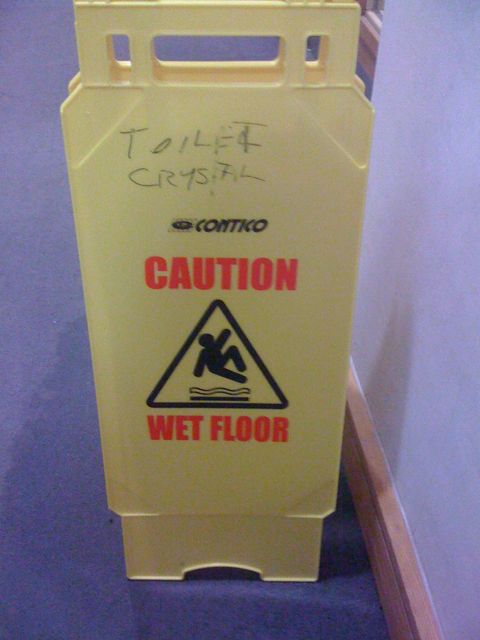 TOILET
CRYSTAL
CONTICO
CAUTION
WET FLOOR